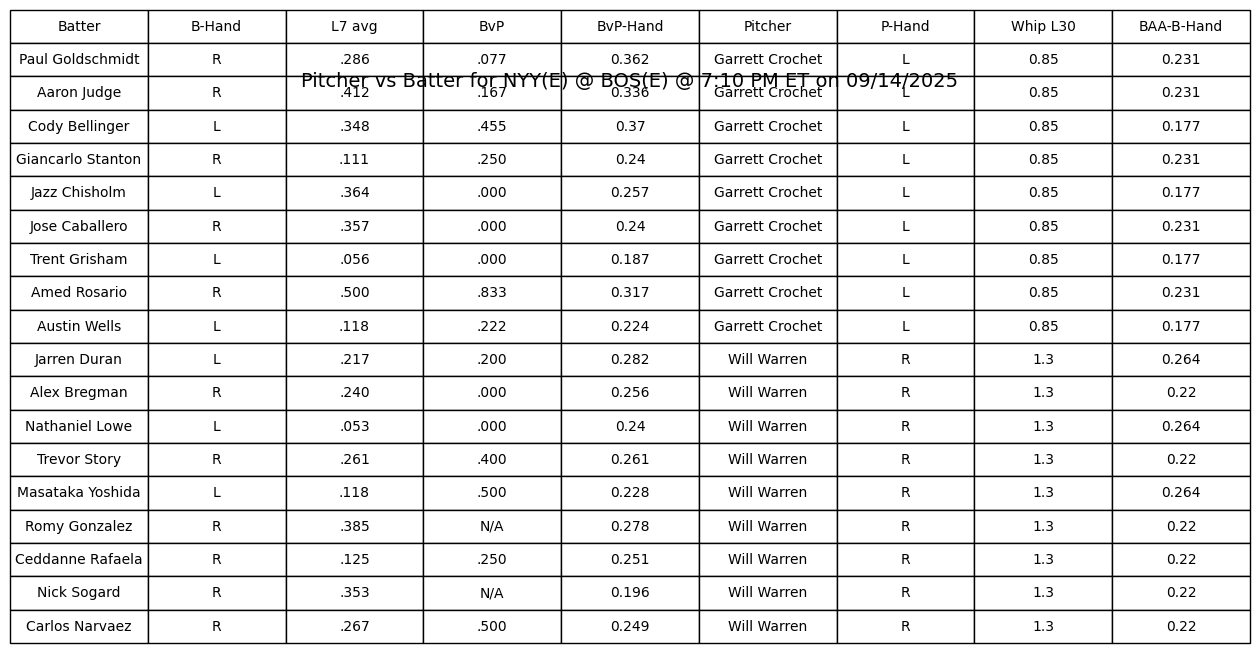 Batter B-Hand L7 avg BvP BvP-Hand Pitcher P-Hand Whip L30 BAA-B-Hand
Paul Goldschmidt R .286 .077 0.362 Garrett Crochet L 0.85 0.231
Pitcher vs Batter for NYY(E) @ BOS(E) @ 7:10 PM ET on 09/14/2025
Aaron Judge R .412 .167 0.336 Garrett Crochet L 0.85 0.231
Cody Bellinger L .348 .455 0.37 Garrett Crochet L 0.85 0.177
Giancarlo Stanton R .111 .250 0.24 Garrett Crochet L 0.85 0.231
Jazz Chisholm L .364 .000 0.257 Garrett Crochet L 0.85 0.177
Jose Caballero R .357 .000 0.24 Garrett Crochet L 0.85 0.231
Trent Grisham L .056 .000 0.187 Garrett Crochet L 0.85 0.177
Amed Rosario R .500 .833 0.317 Garrett Crochet L 0.85 0.231
Austin Wells L .118 .222 0.224 Garrett Crochet L 0.85 0.177
Jarren Duran L .217 .200 0.282 Will Warren R 1.3 0.264
Alex Bregman R .240 .000 0.256 Will Warren R 1.3 0.22
Nathaniel Lowe L .053 .000 0.24 Will Warren R 1.3 0.264
Trevor Story R .261 .400 0.261 Will Warren R 1.3 0.22
Masataka Yoshida L .118 .500 0.228 Will Warren R 1.3 0.264
Romy Gonzalez R .385 N/A 0.278 Will Warren R 1.3 0.22
Ceddanne Rafaela R .125 .250 0.251 Will Warren R 1.3 0.22
Nick Sogard R .353 N/A 0.196 Will Warren R 1.3 0.22
Carlos Narvaez R .267 .500 0.249 Will Warren R 1.3 0.22